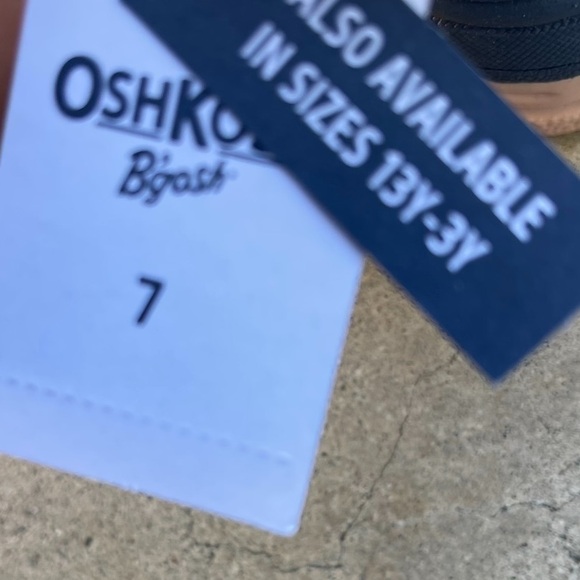 OSHKO
B'gosh
7
ALSO AVAILABLE
IN SIZES 13Y-3Y